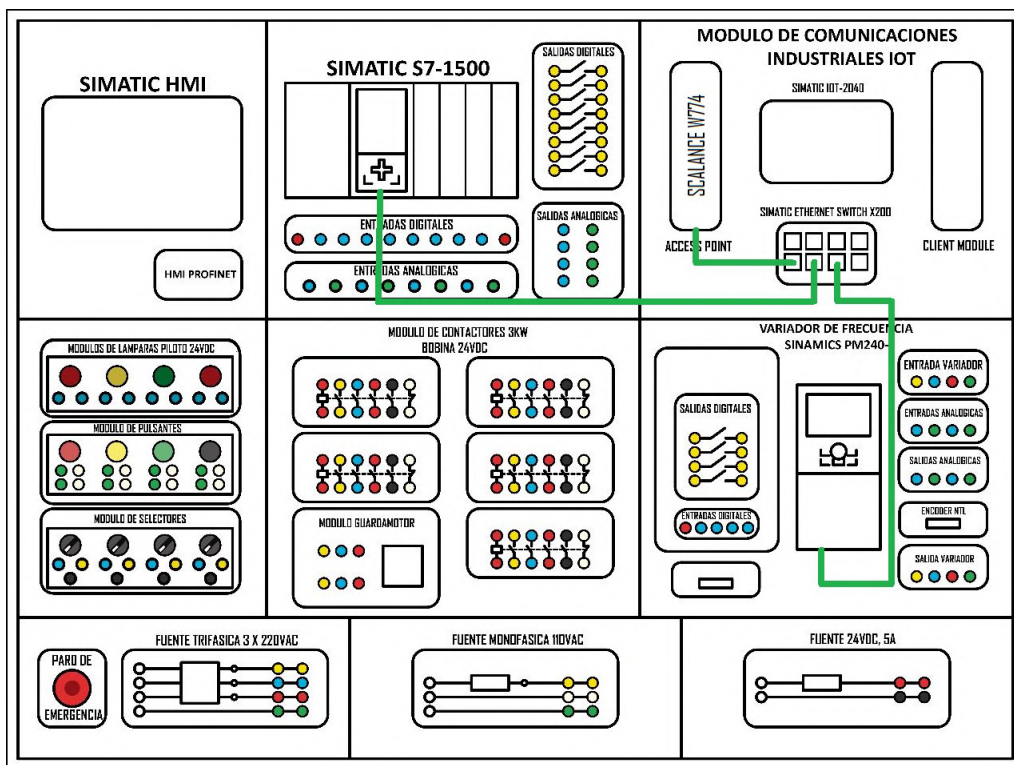 SIMATIC HMI
HMI PROFINET
SIMATIC S7-1500
SALIDAS DIGITALES
ENTRADAS DIGITALES
ENTRADAS ANALOGICAS
SALIDAS ANALOGICAS
MODULO DE COMUNICACIONES
INDUSTRIALES IOT
SCALANCE W774
SIMATIC IOT-2040
SIMATIC ETHERNET SWITCH X200
ACCESS POINT
CLIENT MODULE
MODULOS DE LAMPARAS PILOTO 24VDC
MODULO DE PULSANTES
MODULO DE SELECTORES
MODULO DE CONTACTORES 3KW
BOBINA 24VDC
MODULO GUARDAMOTOR
VARIADOR DE FRECUENCIA
SINAMICS PM240-
SALIDAS DIGITALES
ENTRADAS DIGITALES
ENTRADA VARIADOR
ENTRADAS ANALOGICAS
SALIDAS ANALOGICAS
ENCODER NTL
SALIDA VARIADOR
PARO DE
EMERGENCIA
FUENTE TRIFASICA 3 X 220VAC
FUENTE MONOFASICA 110VAC
FUENTE 24VDC, 5A